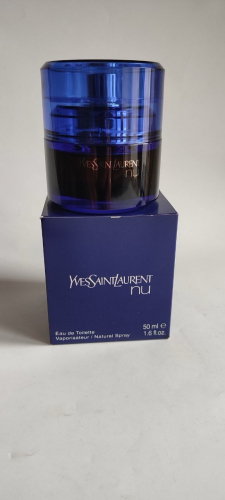 YVESSAINTLAURENT
nu
YVESSAINTLAURENT
nu
Eau de Toilette
Vaporisateur / Natural Spray
50 ml ℮
1.6 fl.oz.